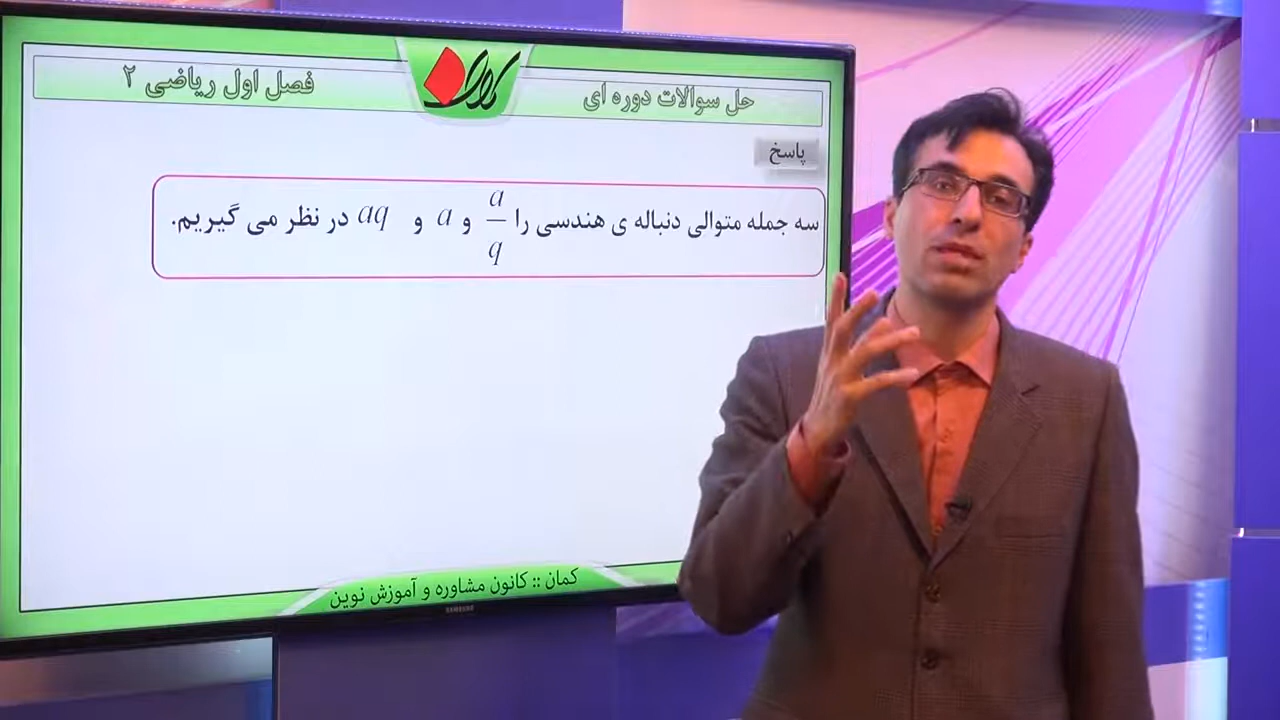 حل سوالات دوره ای
فصل اول ریاضی ۲
پاسخ
سه جمله متوالی دنباله ی هندسی را a/q و a و aq در نظر می گیریم.
کمان :: کانون مشاوره و آموزش نوین
SAMSUNG